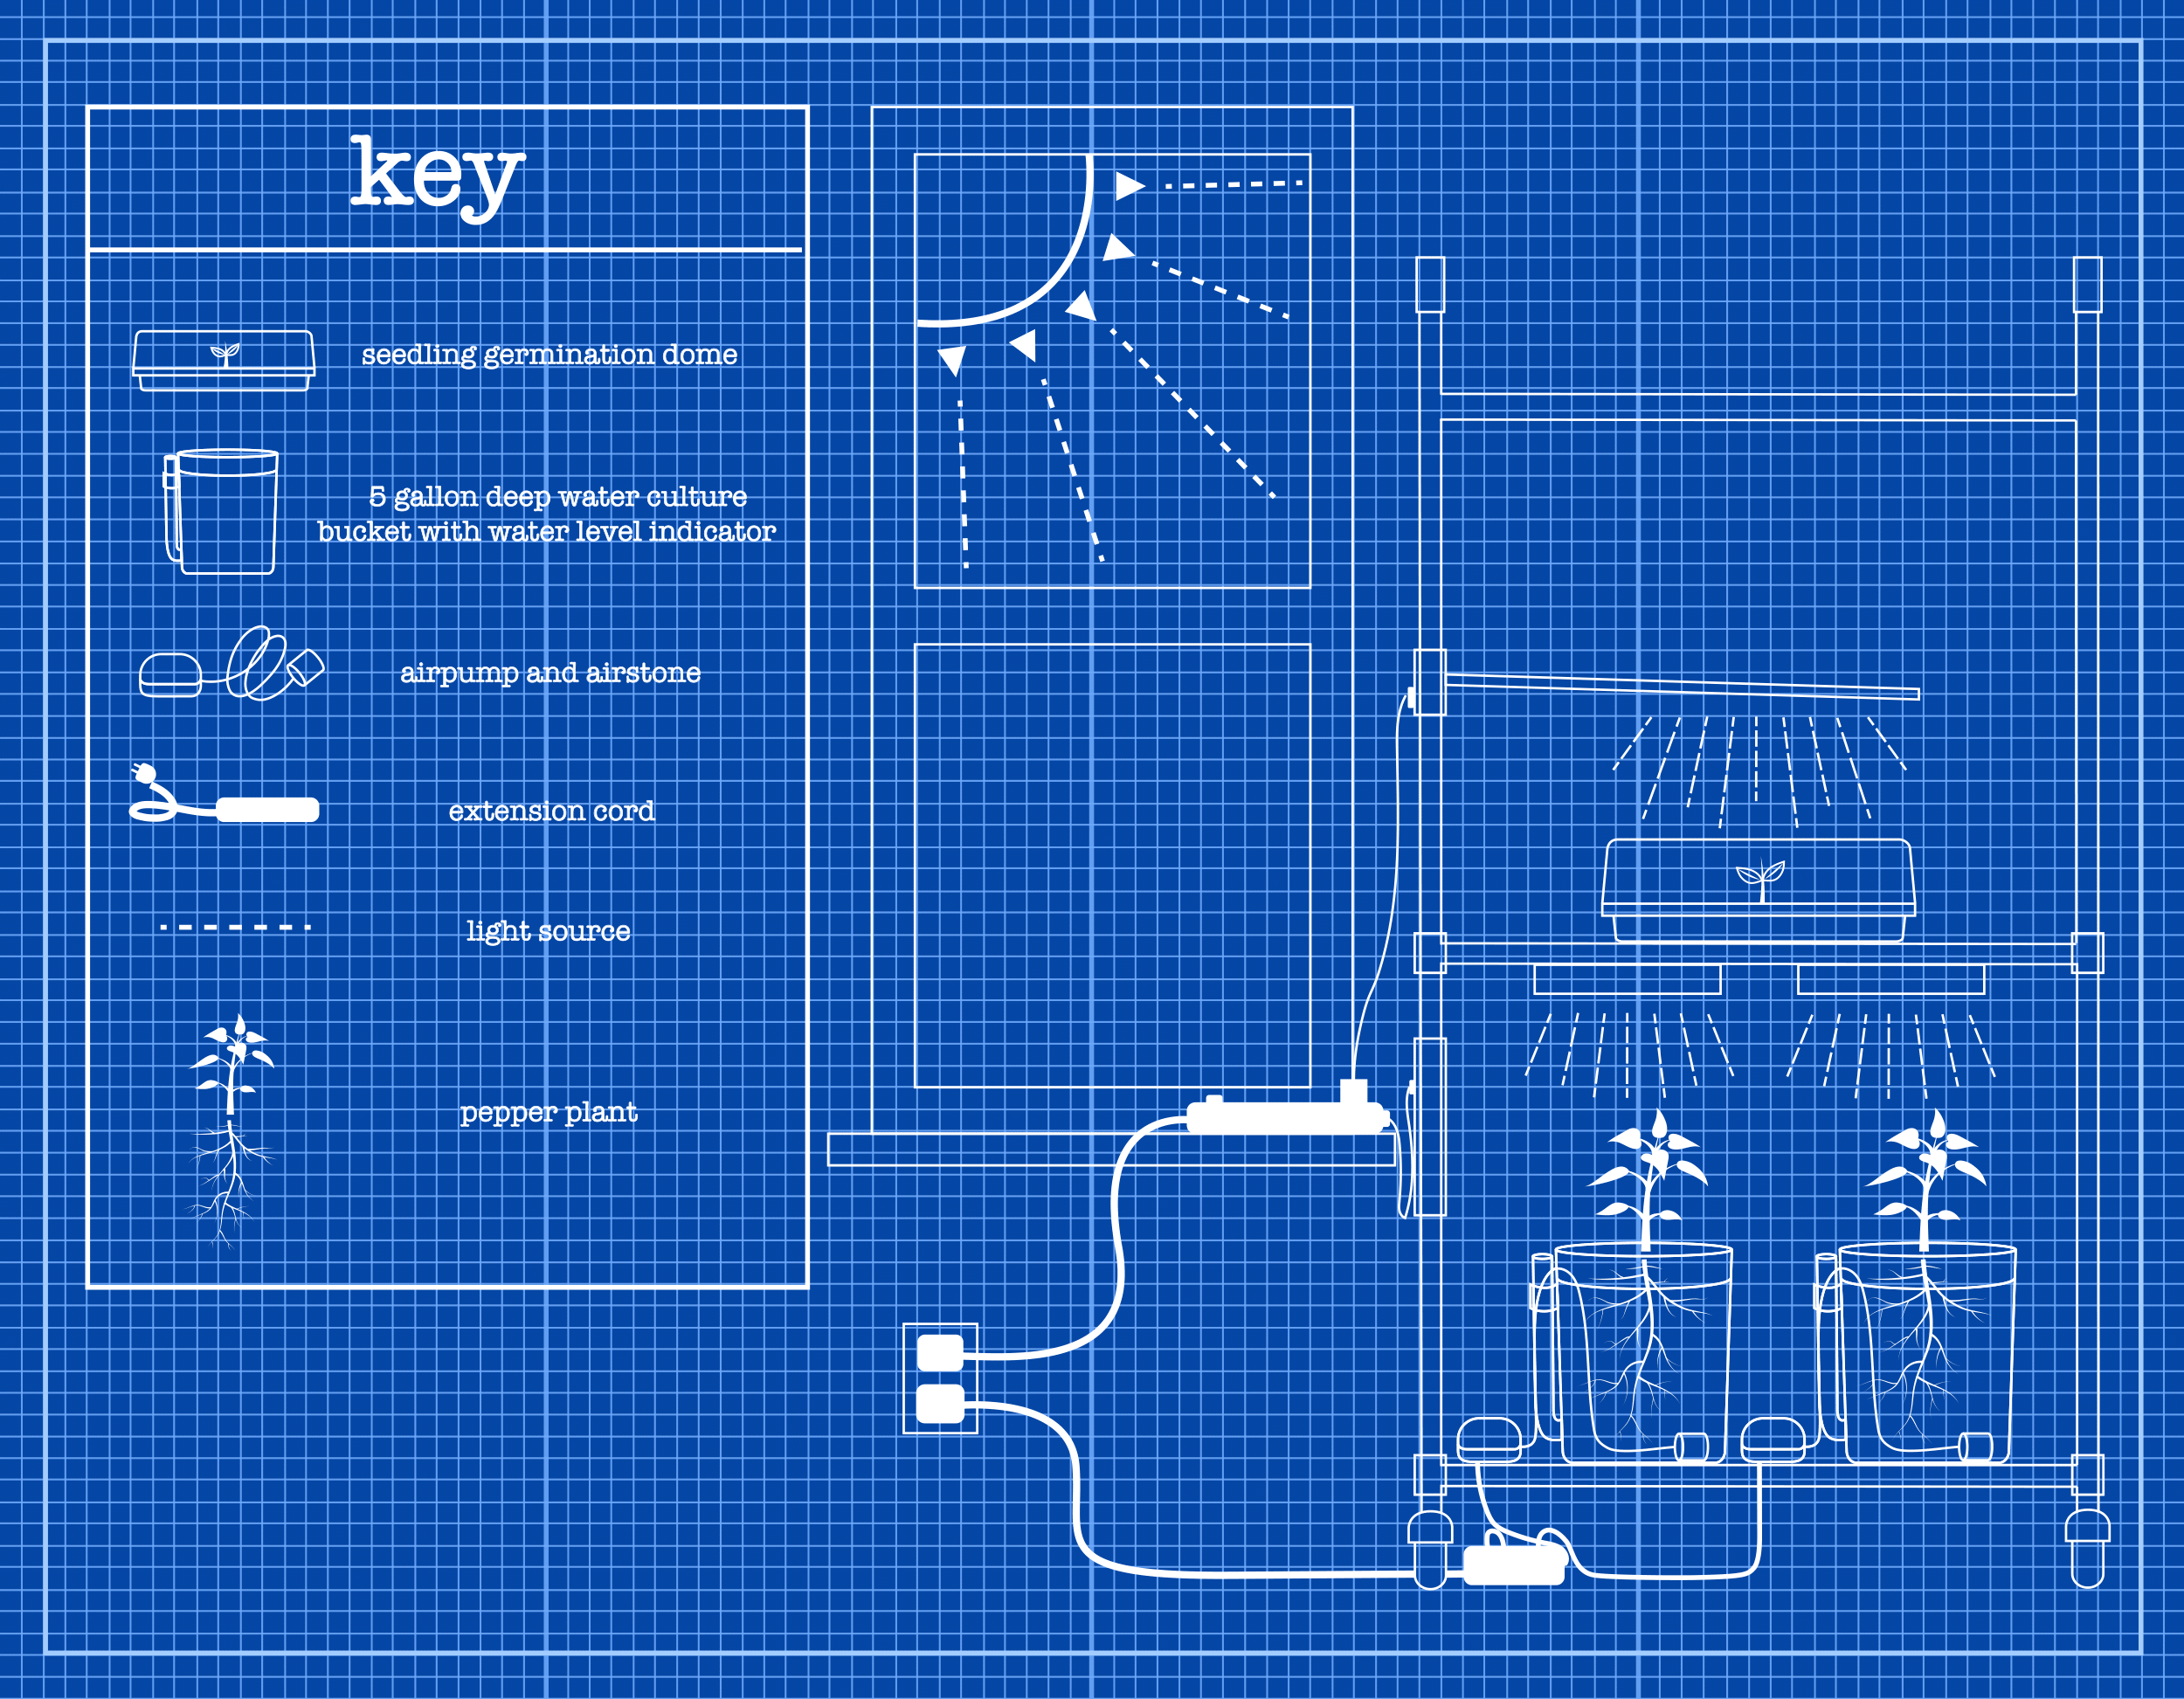 key
seedling germination dome
5 gallon deep water culture
bucket with water level indicator
airpump and airstone
extension cord
light source
pepper plant